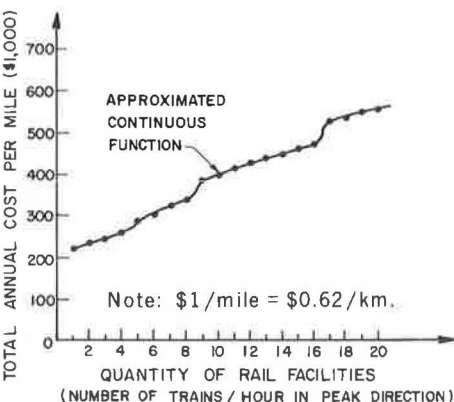 TOTAL ANNUAL COST PER MILE ($1,000)
700
600
500
400
300
200
100
0
APPROXIMATED
CONTINUOUS
FUNCTION
Note: $1/mile = $0.62/km.
2 4 6 8 10 12 14 16 18 20
QUANTITY OF RAIL FACILITIES
(NUMBER OF TRAINS/HOUR IN PEAK DIRECTION)